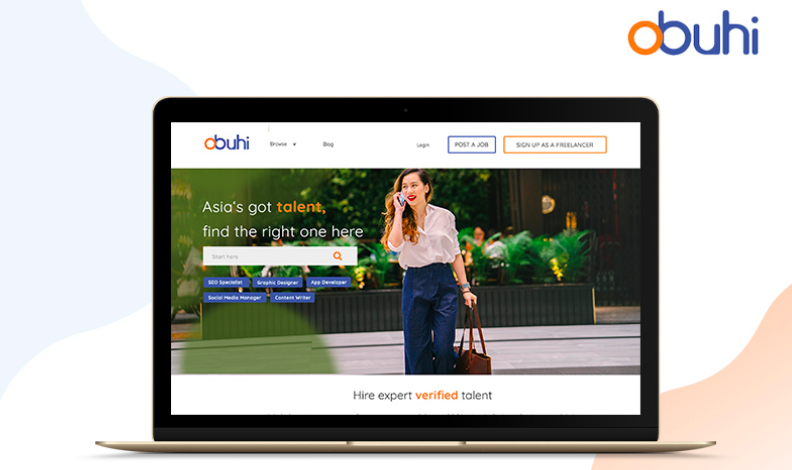 obuhi
obuhi
Browse ▾ Blog Login POST A JOB SIGN UP AS A FREELANCER
Asia's got talent,
find the right one here
Start here
SEO Specialist Graphic Designer App Developer
Social Media Manager Content Writer
Hire expert verified talent